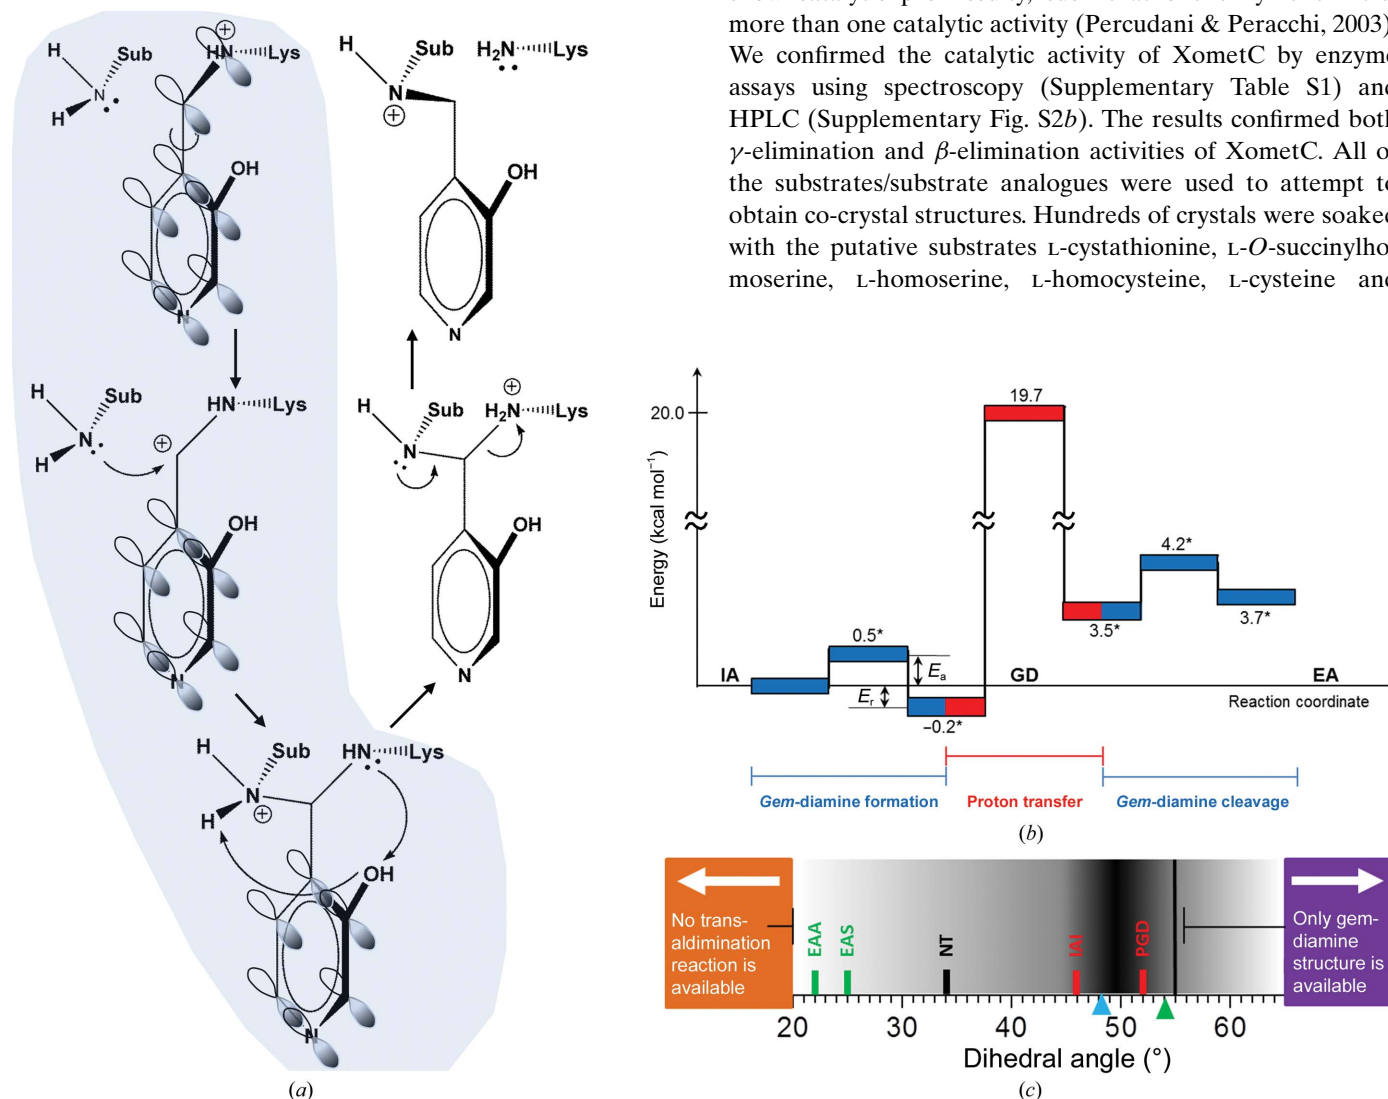 more than one catalytic activity (Percudani & Peracchi, 2003)
We confirmed the catalytic activity of XometC by enzyme
assays using spectroscopy (Supplementary Table S1) and
HPLC (Supplementary Fig. S2b). The results confirmed both
γ-elimination and β-elimination activities of XometC. All o
the substrates/substrate analogues were used to attempt to
obtain co-crystal structures. Hundreds of crystals were soaked
with the putative substrates L-cystathionine, L-O-succinylho
moserine, L-homoserine, L-homocysteine, L-cysteine and
H
Sub
N
H
HN
Lys
OH
N
H
Sub
N
⊕
H2N
Lys
OH
N
H
Sub
N
H
⊕
HN
Lys
OH
N
H
Sub
N
⊕
H2N
Lys
OH
N
H
Sub
N
⊕
H
HN
Lys
OH
N
(a)
Energy (kcal mol−1)
20.0
19.7
IA
0.5*
Ea
Er
−0.2*
GD
3.5*
4.2*
3.7*
EA
Reaction coordinate
Gem-diamine formation
Proton transfer
Gem-diamine cleavage
(b)
No trans-
aldimination
reaction is
available
EAA
EAS
NT
IAI
PGD
Only gem-
diamine
structure is
available
20 30 40 50 60
Dihedral angle (°)
(c)